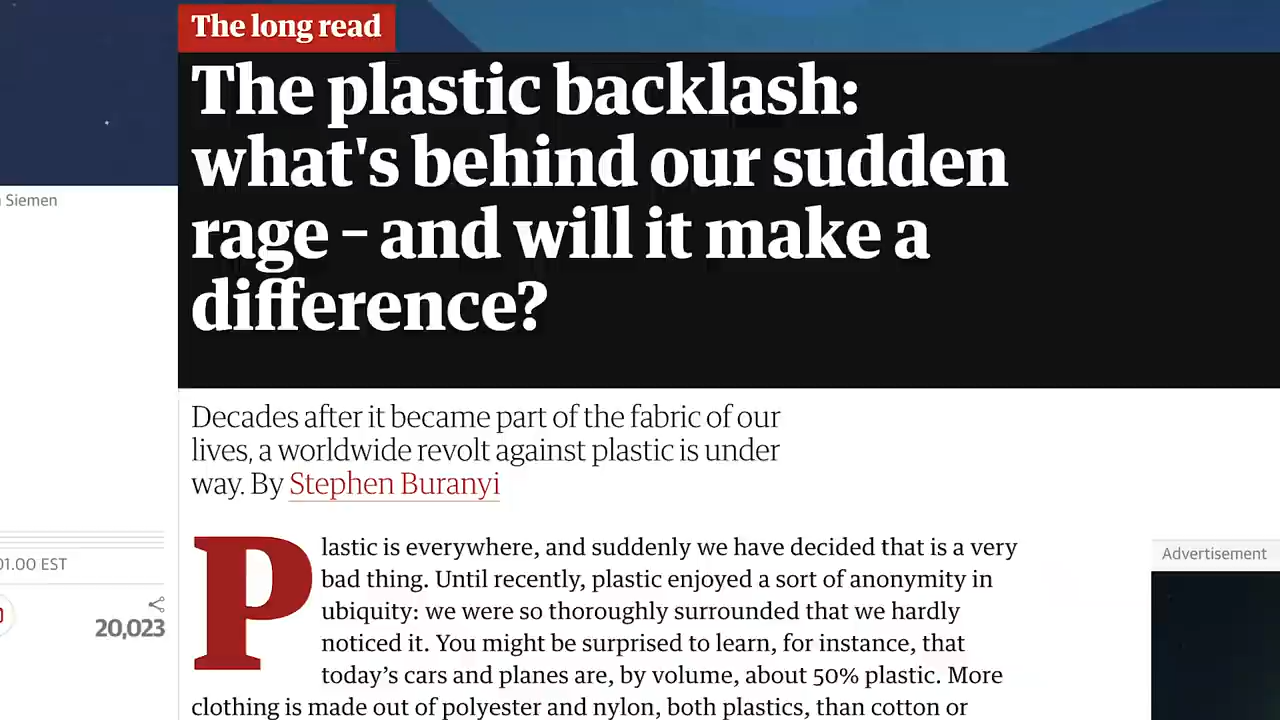 The long read
The plastic backlash:
what's behind our sudden
rage – and will it make a
difference?
Siemen
Decades after it became part of the fabric of our
lives, a worldwide revolt against plastic is under
way. By Stephen Buranyi
Plastic is everywhere, and suddenly we have decided that is a very
bad thing. Until recently, plastic enjoyed a sort of anonymity in
ubiquity: we were so thoroughly surrounded that we hardly
noticed it. You might be surprised to learn, for instance, that
today’s cars and planes are, by volume, about 50% plastic. More
clothing is made out of polyester and nylon, both plastics, than cotton or
01.00 EST
20,023
Advertisement